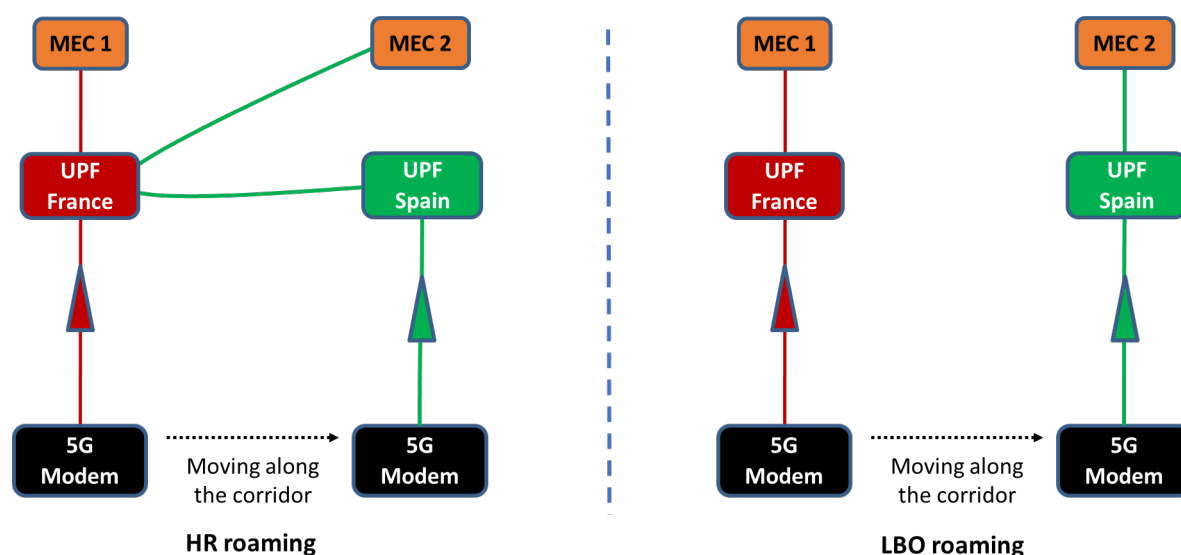 MEC 1
MEC 2
UPF
France
UPF
Spain
5G
Modem
Moving along
the corridor
5G
Modem
HR roaming
MEC 1
MEC 2
UPF
France
UPF
Spain
5G
Modem
Moving along
the corridor
5G
Modem
LBO roaming